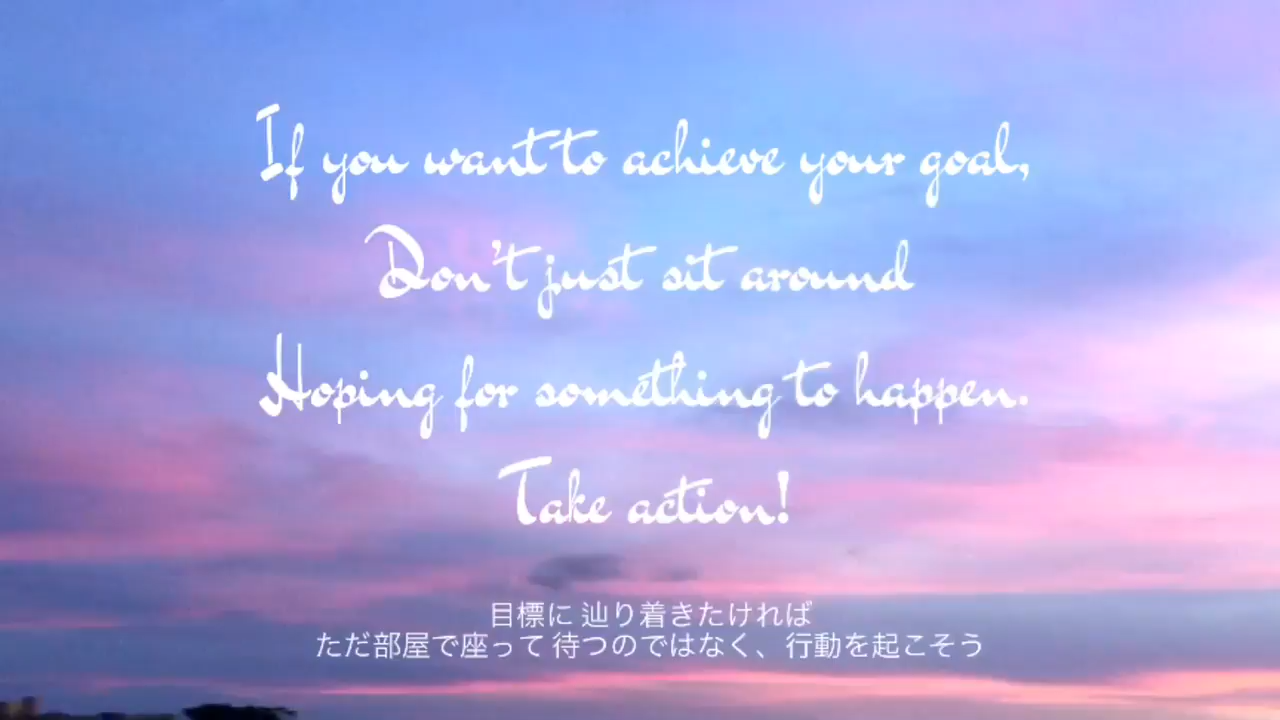 If you want to achieve your goal,
Don't just sit around
Hoping for something to happen.
Take action!
目標に 辿り着きたければ
ただ部屋で座って 待つのではなく、行動を起こそう